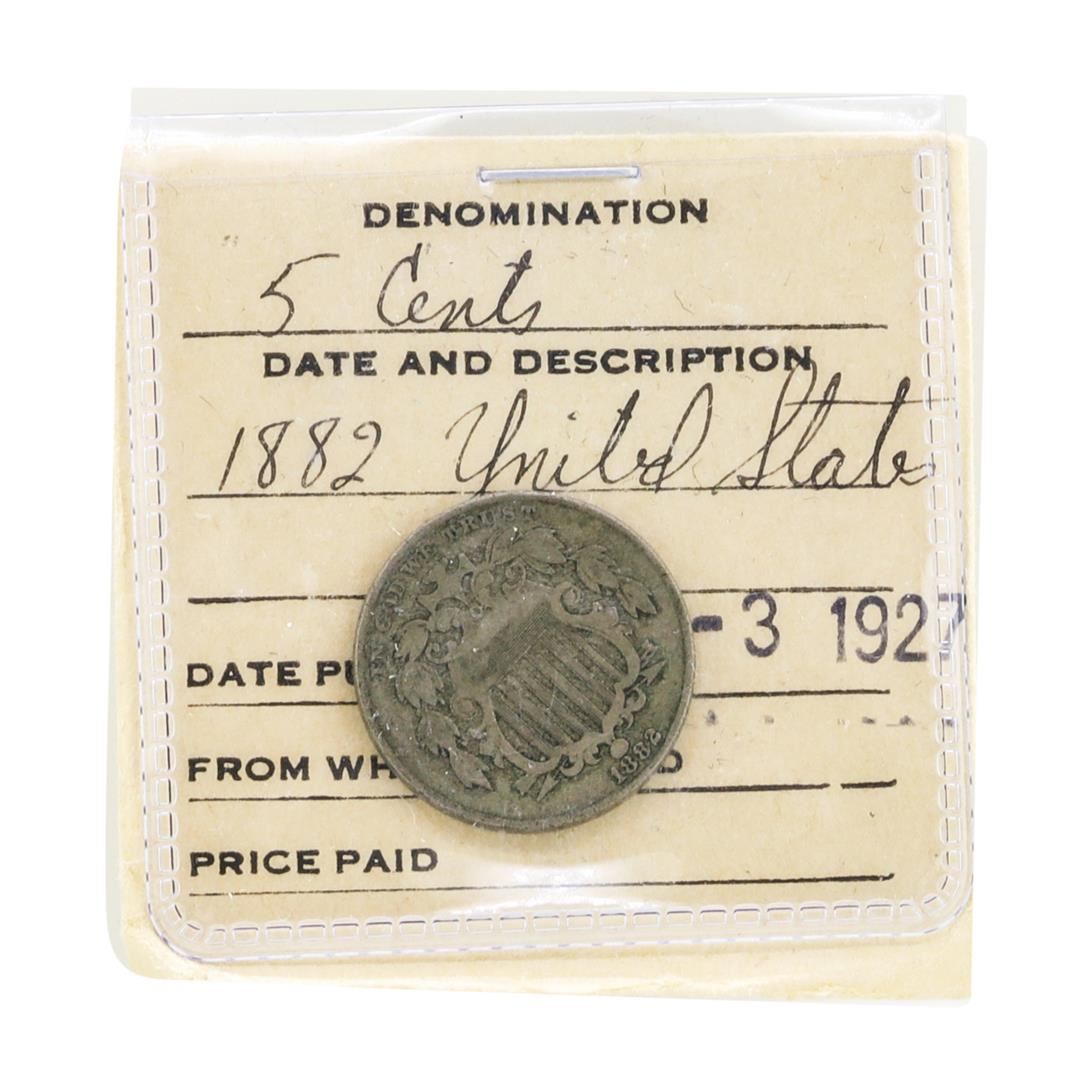 DENOMINATION
5 Cents
DATE AND DESCRIPTION
1882 United States
IN GOD WE TRUST
-3 1927
DATE PU
FROM WH D
1882
PRICE PAID